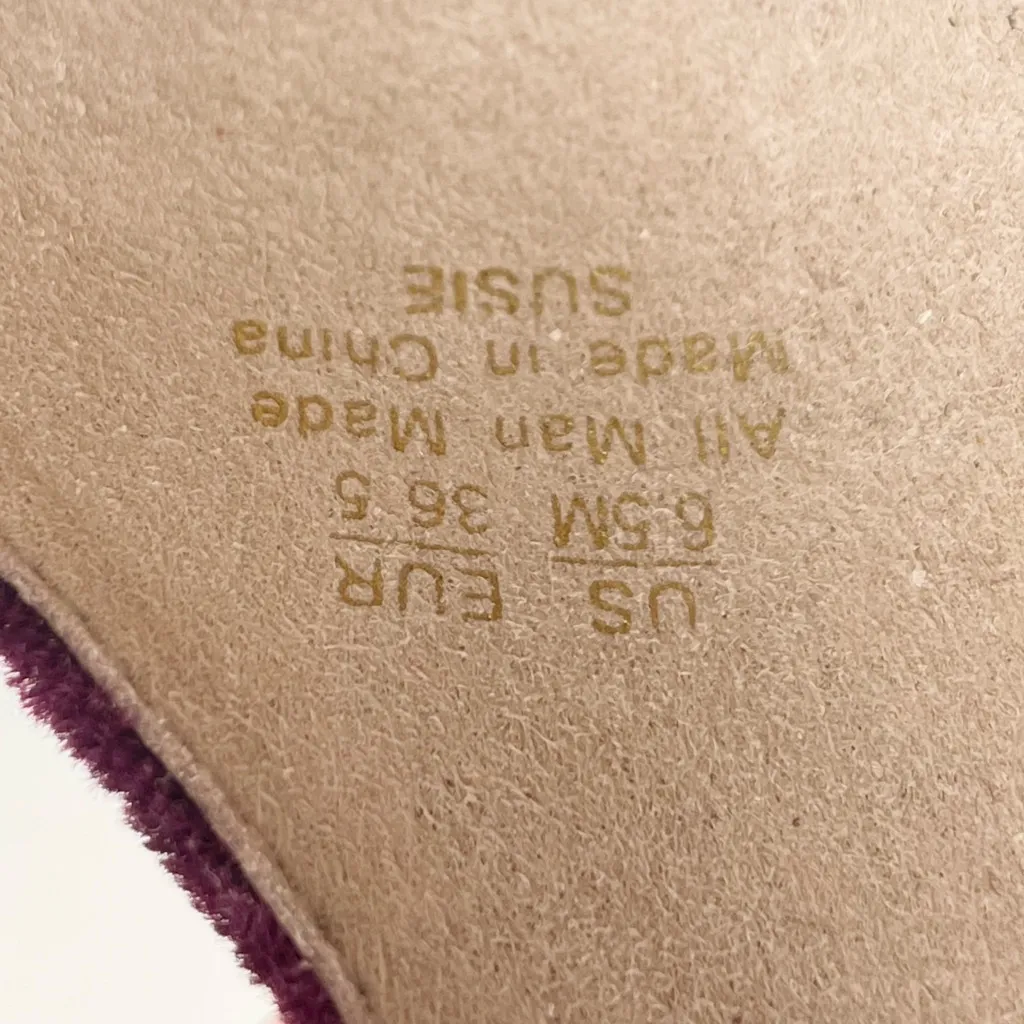 US EUR
6.5M 36.5
All Man Made
Made in China
SUSIE